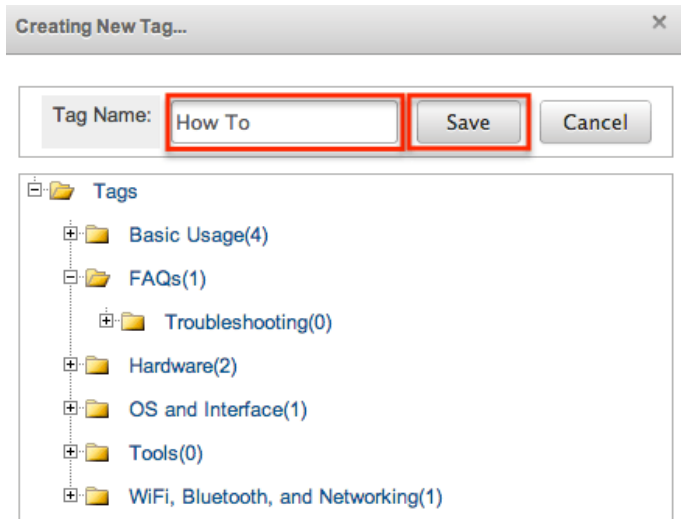 Creating New Tag...
Tag Name: How To Save Cancel
Tags
Basic Usage(4)
FAQs(1)
Troubleshooting(0)
Hardware(2)
OS and Interface(1)
Tools(0)
WiFi, Bluetooth, and Networking(1)